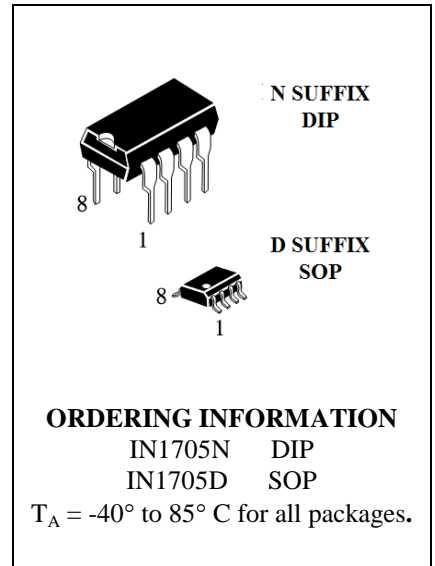 N SUFFIX
DIP
8
1
D SUFFIX
SOP
8
1
ORDERING INFORMATION
IN1705N DIP
IN1705D SOP
T_A = -40° to 85° C for all packages.